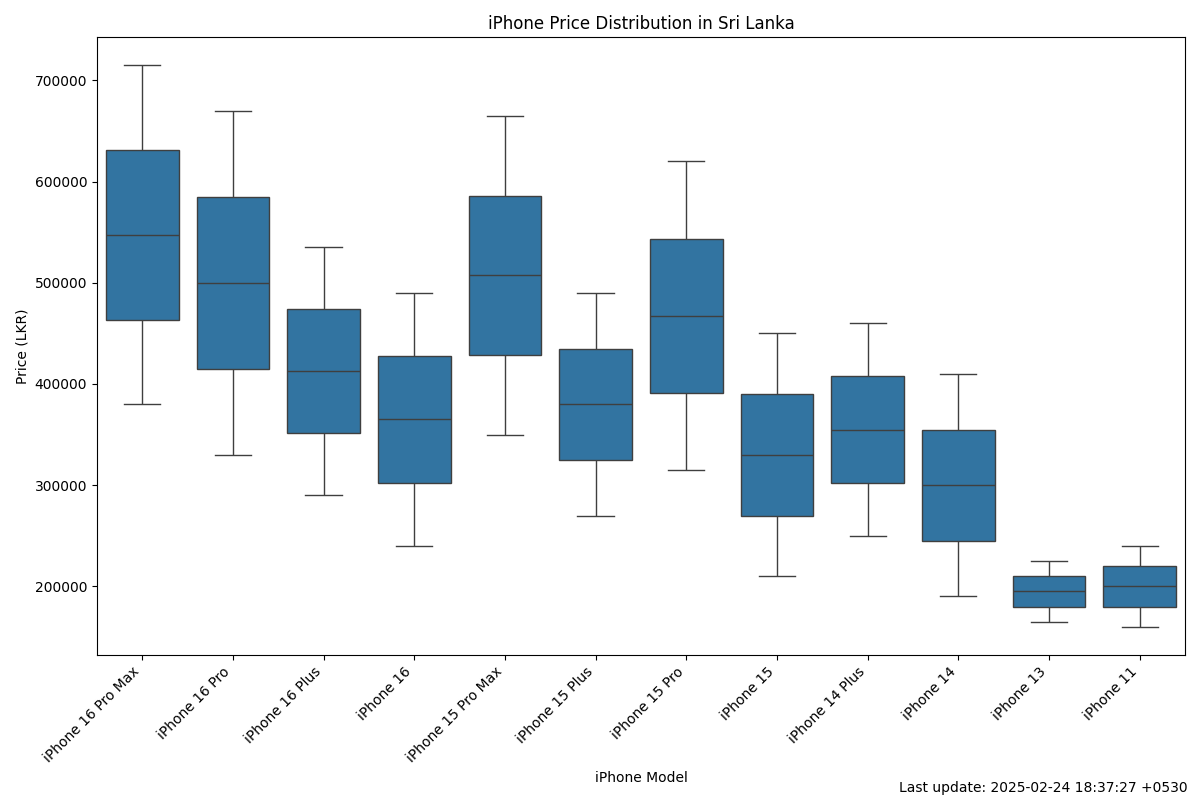 iPhone Price Distribution in Sri Lanka
Price (LKR)
700000
600000
500000
400000
300000
200000
iPhone 16 Pro Max
iPhone 16 Pro
iPhone 16 Plus
iPhone 16
iPhone 15 Pro Max
iPhone 15 Plus
iPhone 15 Pro
iPhone 15
iPhone 14 Plus
iPhone 14
iPhone 13
iPhone 11
iPhone Model
Last update: 2025-02-24 18:37:27 +0530